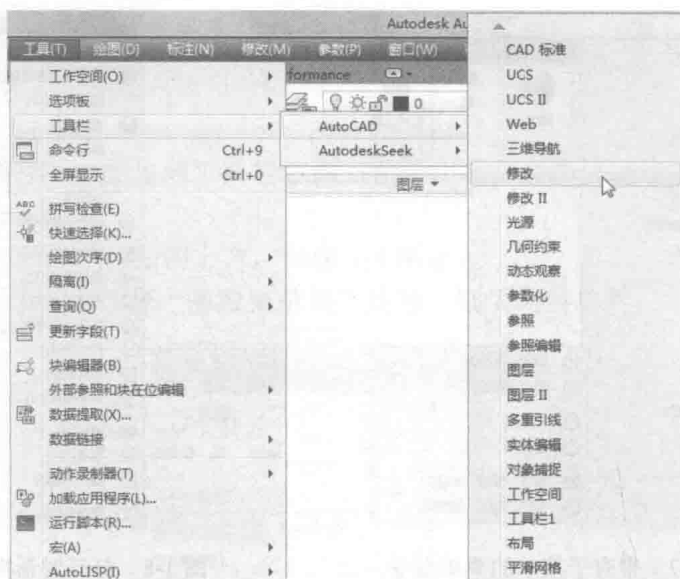 Autodesk Au
工具(T) 绘图(D) 标注(N) 修改(M) 参数(P) 窗口(W)
formance
0
图层
工作空间(O)
选项板
工具栏
命令行 Ctrl+9
全屏显示 Ctrl+0
拼写检查(E)
快速选择(K)...
绘图次序(D)
隔离(I)
查询(Q)
更新字段(T)
块编辑器(B)
外部参照和块在位编辑
数据提取(X)...
数据链接
动作录制器(T)
加载应用程序(L)...
运行脚本(R)...
宏(A)
AutoLISP(I)
AutoCAD
AutodeskSeek
CAD 标准
UCS
UCS II
Web
三维导航
修改
修改 II
光源
几何约束
动态观察
参数化
参照
参照编辑
图层
图层 II
多重引线
实体编辑
对象捕捉
工作空间
工具栏1
布局
平滑网格